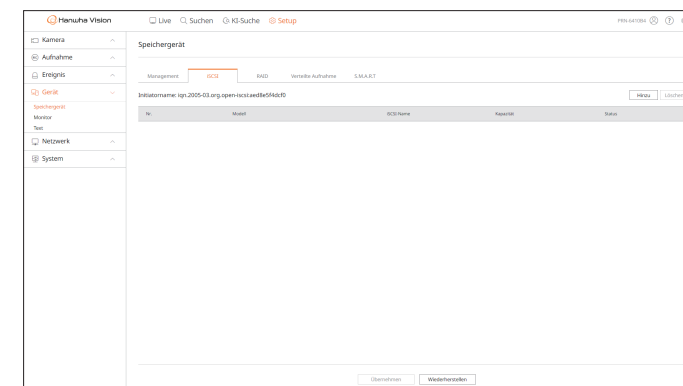 Hanwha Vision
Live Suchen KI-Suche Setup
PRN-6410B4 ?
Kamera
Aufnahme
Ereignis
Gerät
Speichergerät
Monitor
Text
Netzwerk
System
Speichergerät
Management iSCSI RAID Verteilte Aufnahme S.M.A.R.T
Initiatorname: iqn.2005-03.org.open-iscsi:aed8e5f4dcf0
Hinzu Löschen
Nr. Modell iSCSI Name Kapazität Status
Übernehmen Wiederherstellen